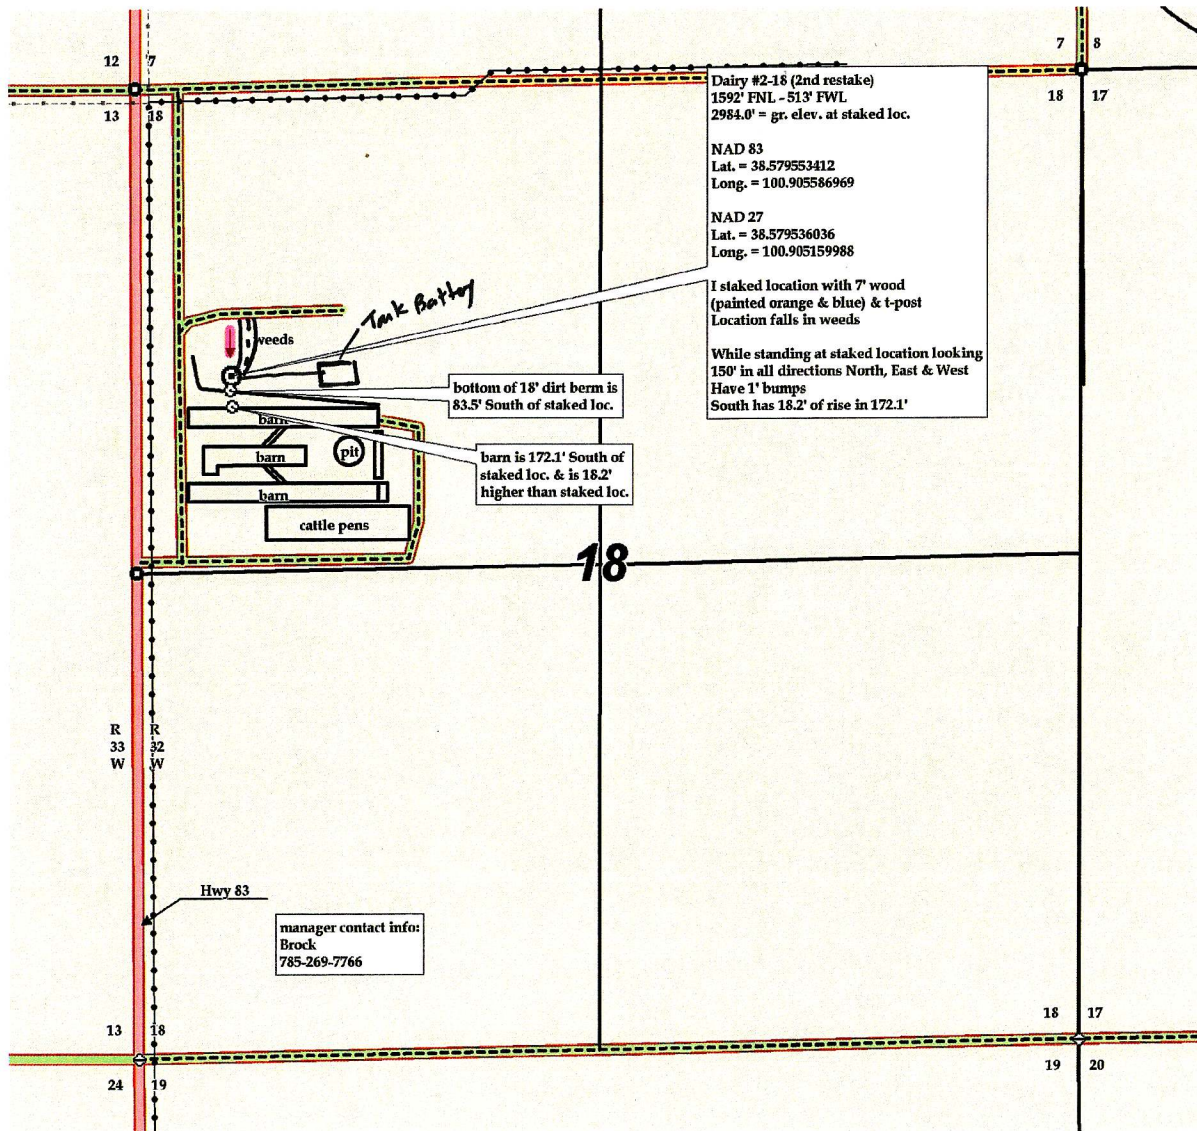 12 7
7 8
13 18
18 17
Dairy #2-18 (2nd restake)
1592' FNL - 513' FWL
2984.0' = gr. elev. at staked loc.
NAD 83
Lat. = 38.579553412
Long. = 100.905586969
NAD 27
Lat. = 38.579536036
Long. = 100.905159988
I staked location with 7' wood
(painted orange & blue) & t-post
Location falls in weeds
While standing at staked location looking
150' in all directions North, East & West
Have 1' bumps
South has 18.2' of rise in 172.1'
Tank Battery
weeds
bottom of 18' dirt berm is
83.5' South of staked loc.
barn
barn
pit
barn is 172.1' South of
staked loc. & is 18.2'
higher than staked loc.
barn
cattle pens
18
R R
33 32
W W
Hwy 83
manager contact info:
Brock
785-269-7766
13 18
18 17
24 19
19 20